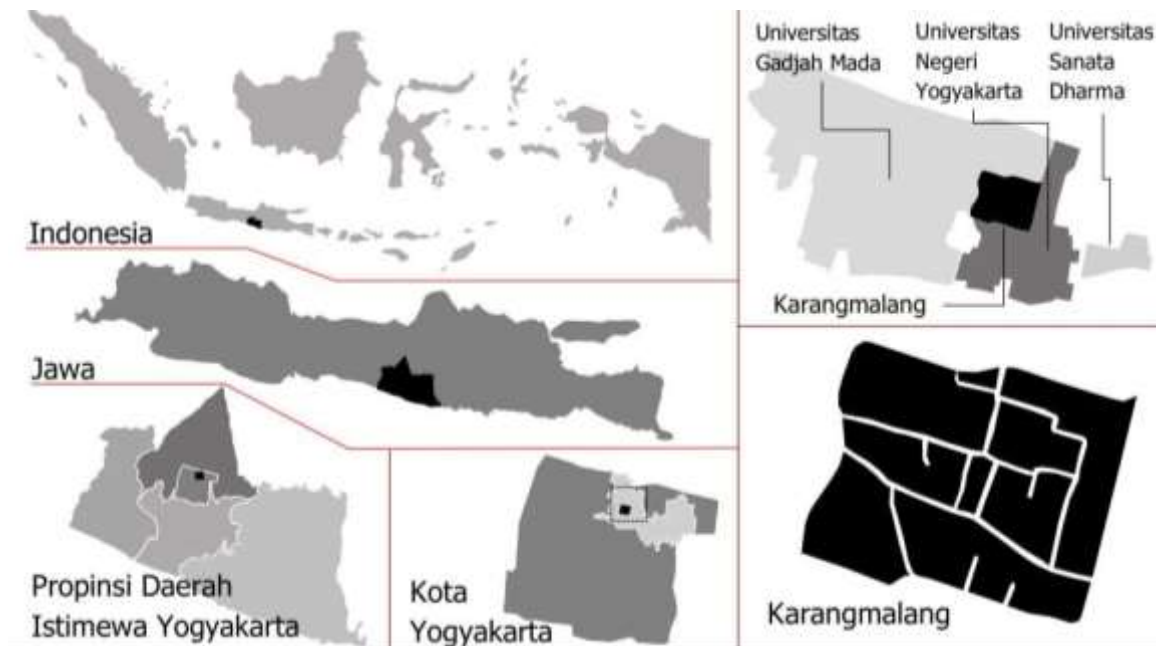 Indonesia
Jawa
Propinsi Daerah
Istimewa Yogyakarta
Kota
Yogyakarta
Universitas
Gadjah Mada
Universitas
Negeri
Yogyakarta
Universitas
Sanata
Dharma
Karangmalang
Karangmalang